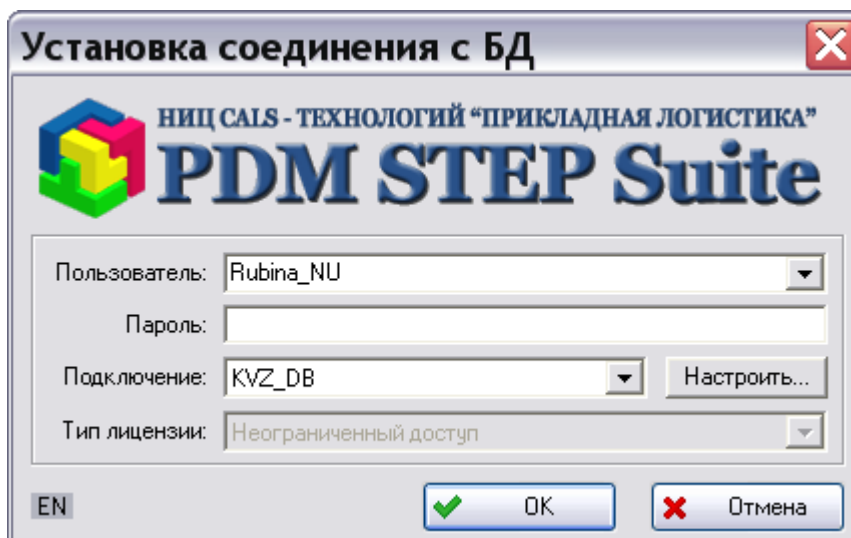 Установка соединения с БД
НИЦ CALS - ТЕХНОЛОГИЙ “ПРИКЛАДНАЯ ЛОГИСТИКА”
PDM STEP Suite
Пользователь: Rubina_NU
Пароль:
Подключение: KVZ_DB Настроить...
Тип лицензии: Неограниченный доступ
EN OK Отмена